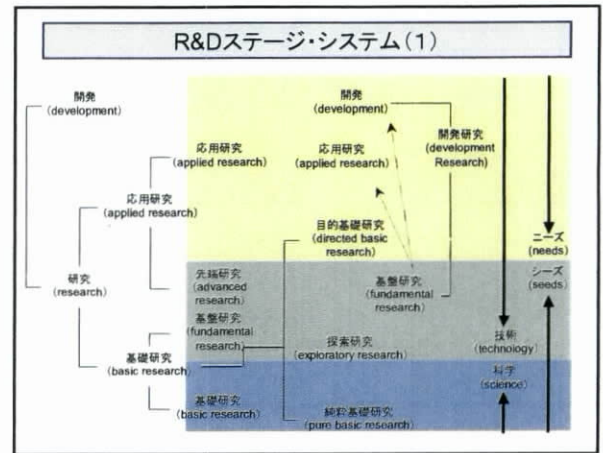 R&Dステージ・システム(1)
開発
(development)
応用研究
(applied research)
応用研究
(applied research)
研究
(research)
先端研究
(advanced
research)
基盤研究
(fundamental
research)
基礎研究
(basic research)
基礎研究
(basic research)
開発
(development)
応用研究
(applied research)
目的基礎研究
(directed basic
research)
基盤研究
(fundamental
research)
探索研究
(exploratory research)
純粋基礎研究
(pure basic research)
開発研究
(development
Research)
ニーズ
(needs)
シーズ
(seeds)
技術
(technology)
科学
(science)